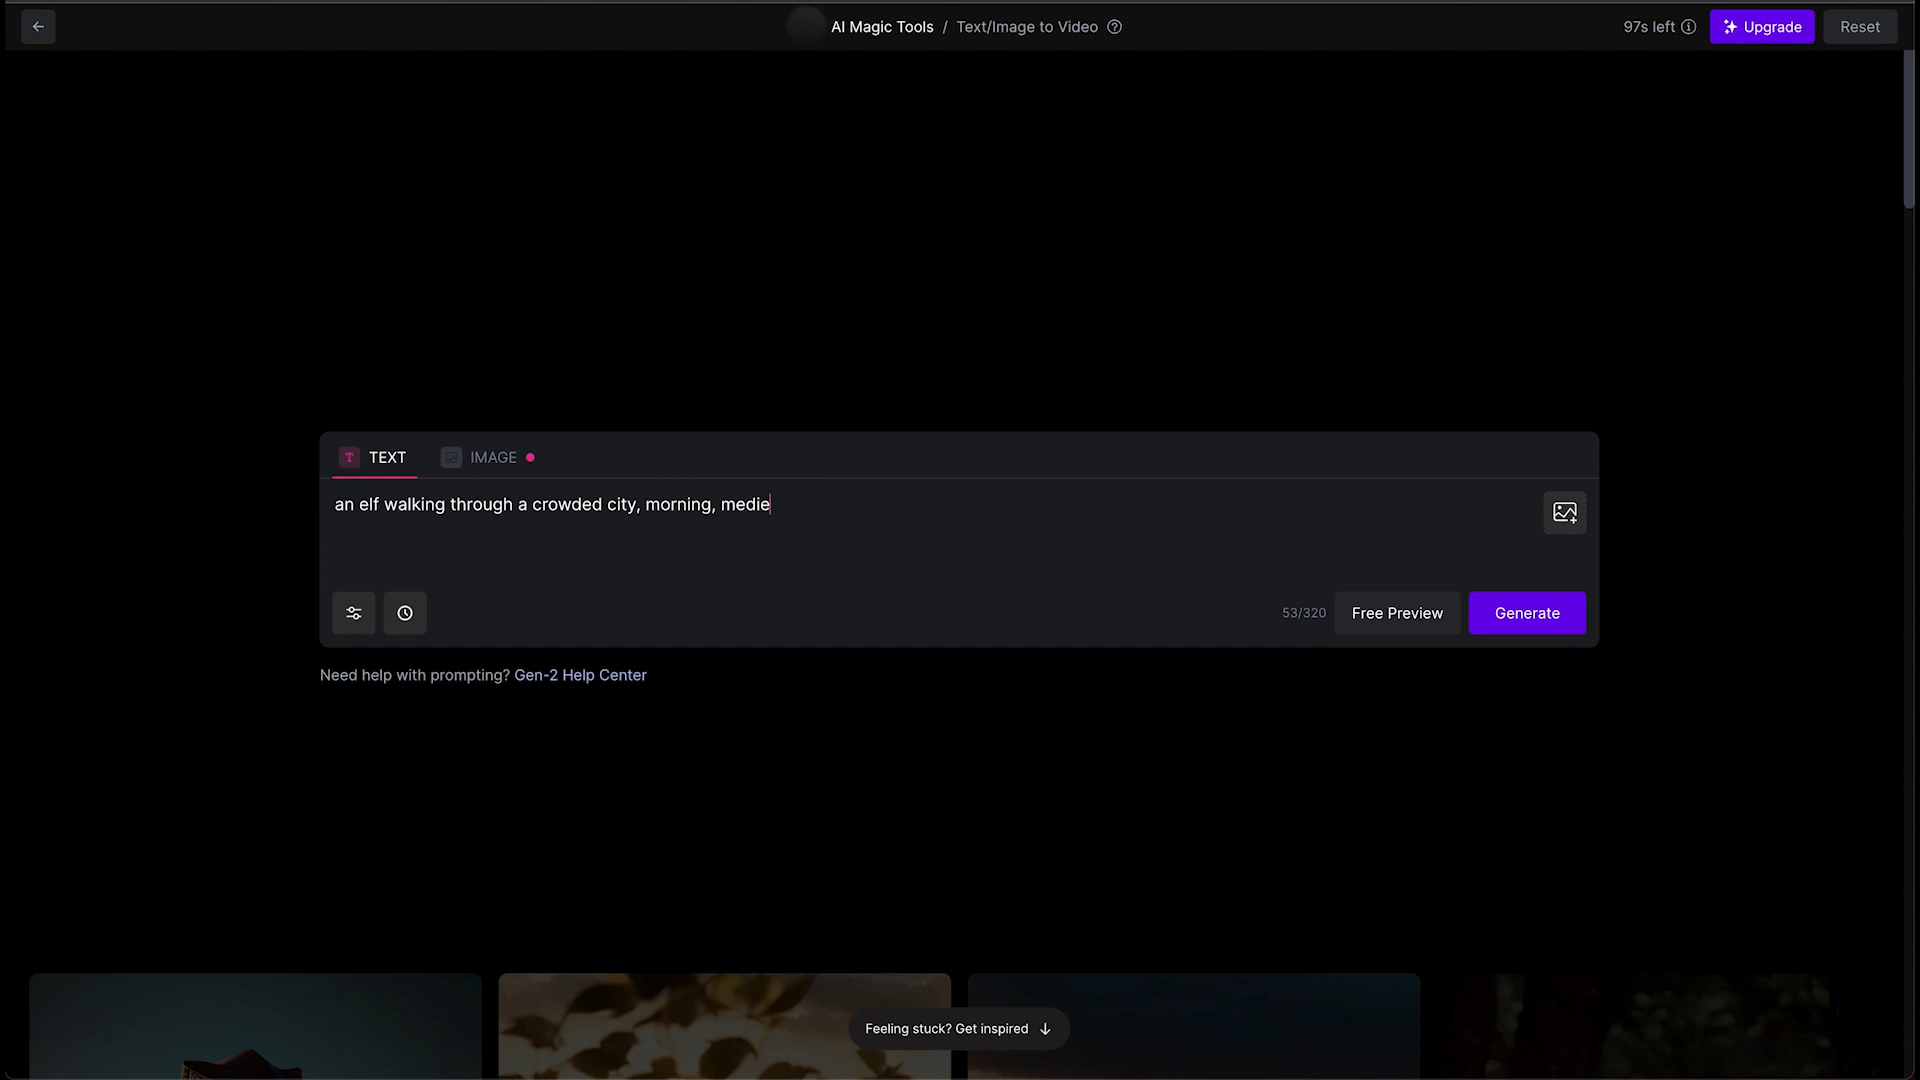 AI Magic Tools / Text/Image to Video
97s left
Upgrade
Reset
T TEXT
IMAGE
an elf walking through a crowded city, morning, medie
53/320
Free Preview
Generate
Need help with prompting? Gen-2 Help Center
Feeling stuck? Get inspired